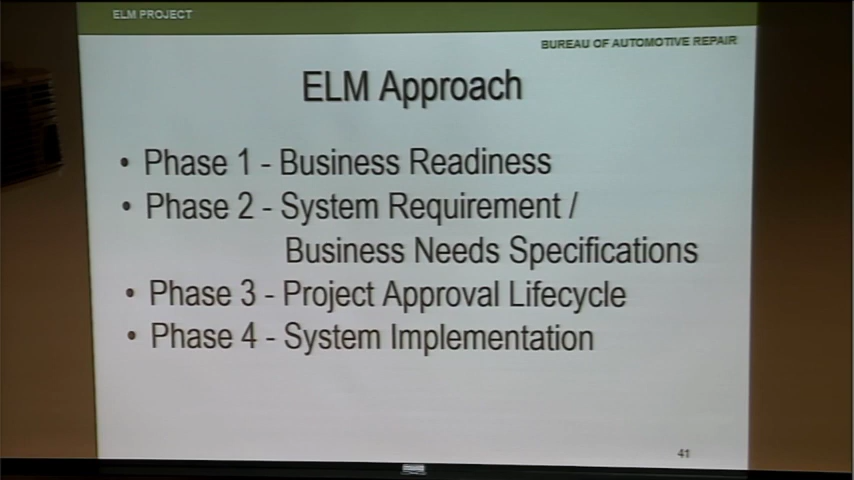 ELM PROJECT
BUREAU OF AUTOMOTIVE REPAIR
ELM Approach
• Phase 1 - Business Readiness
• Phase 2 - System Requirement /
Business Needs Specifications
• Phase 3 - Project Approval Lifecycle
• Phase 4 - System Implementation
41